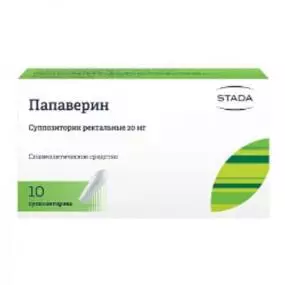 STADA
Папаверин
Суппозитории ректальные 20 мг
Спазмолитическое средство
10
суппозиториев